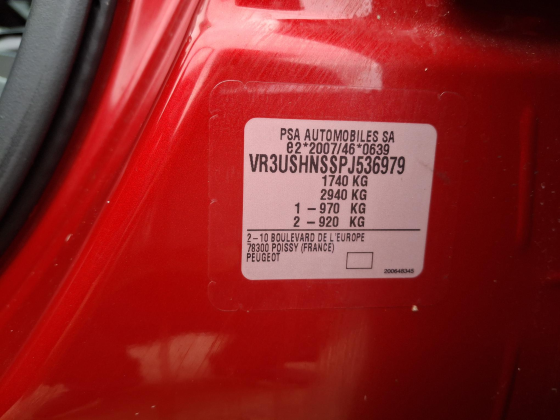 PSA AUTOMOBILES SA
e2*2007/46*0639
VR3USHNSSPJ536979
1740 KG
2940 KG
1 – 970 KG
2 – 920 KG
2–10 BOULEVARD DE L'EUROPE
78300 POISSY (FRANCE)
PEUGEOT
200648345